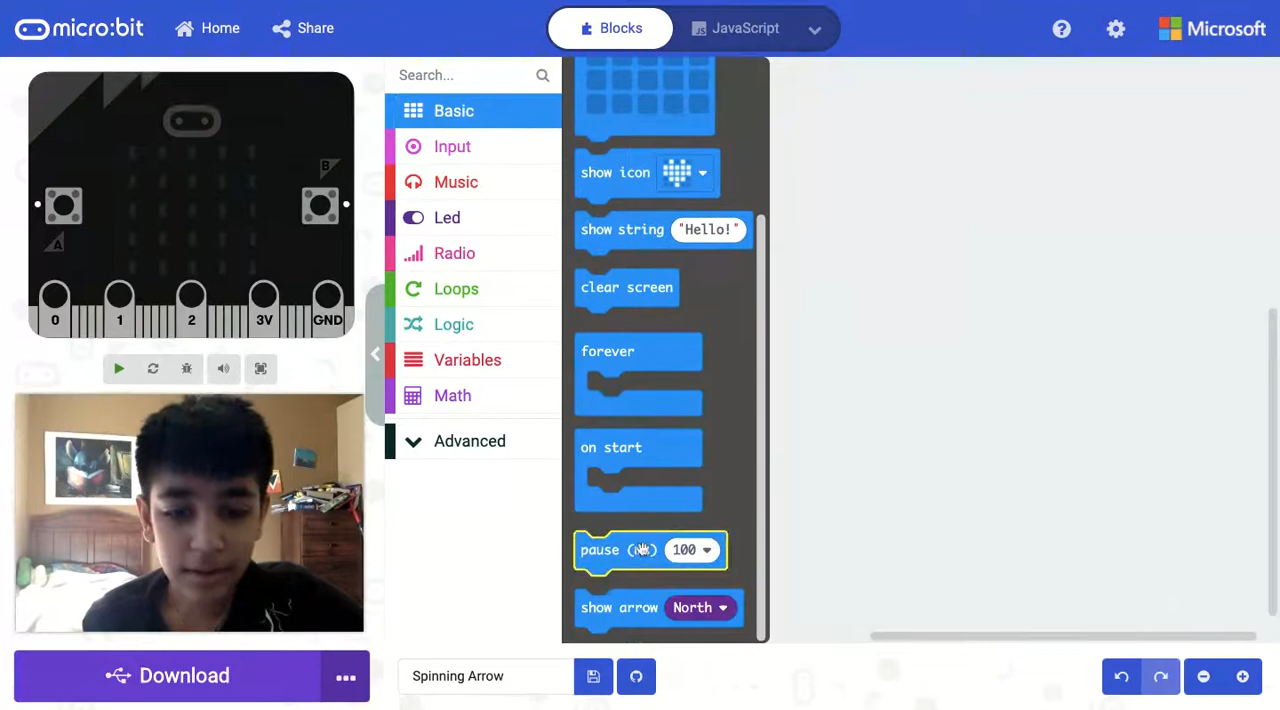 micro:bit
Home
Share
Blocks
JavaScript
Microsoft
A
B
0
1
2
3V
GND
Search...
Basic
Input
Music
Led
Radio
Loops
Logic
Variables
Math
Advanced
show icon
show string "Hello!"
clear screen
forever
on start
pause 100
show arrow North
Download
Spinning Arrow